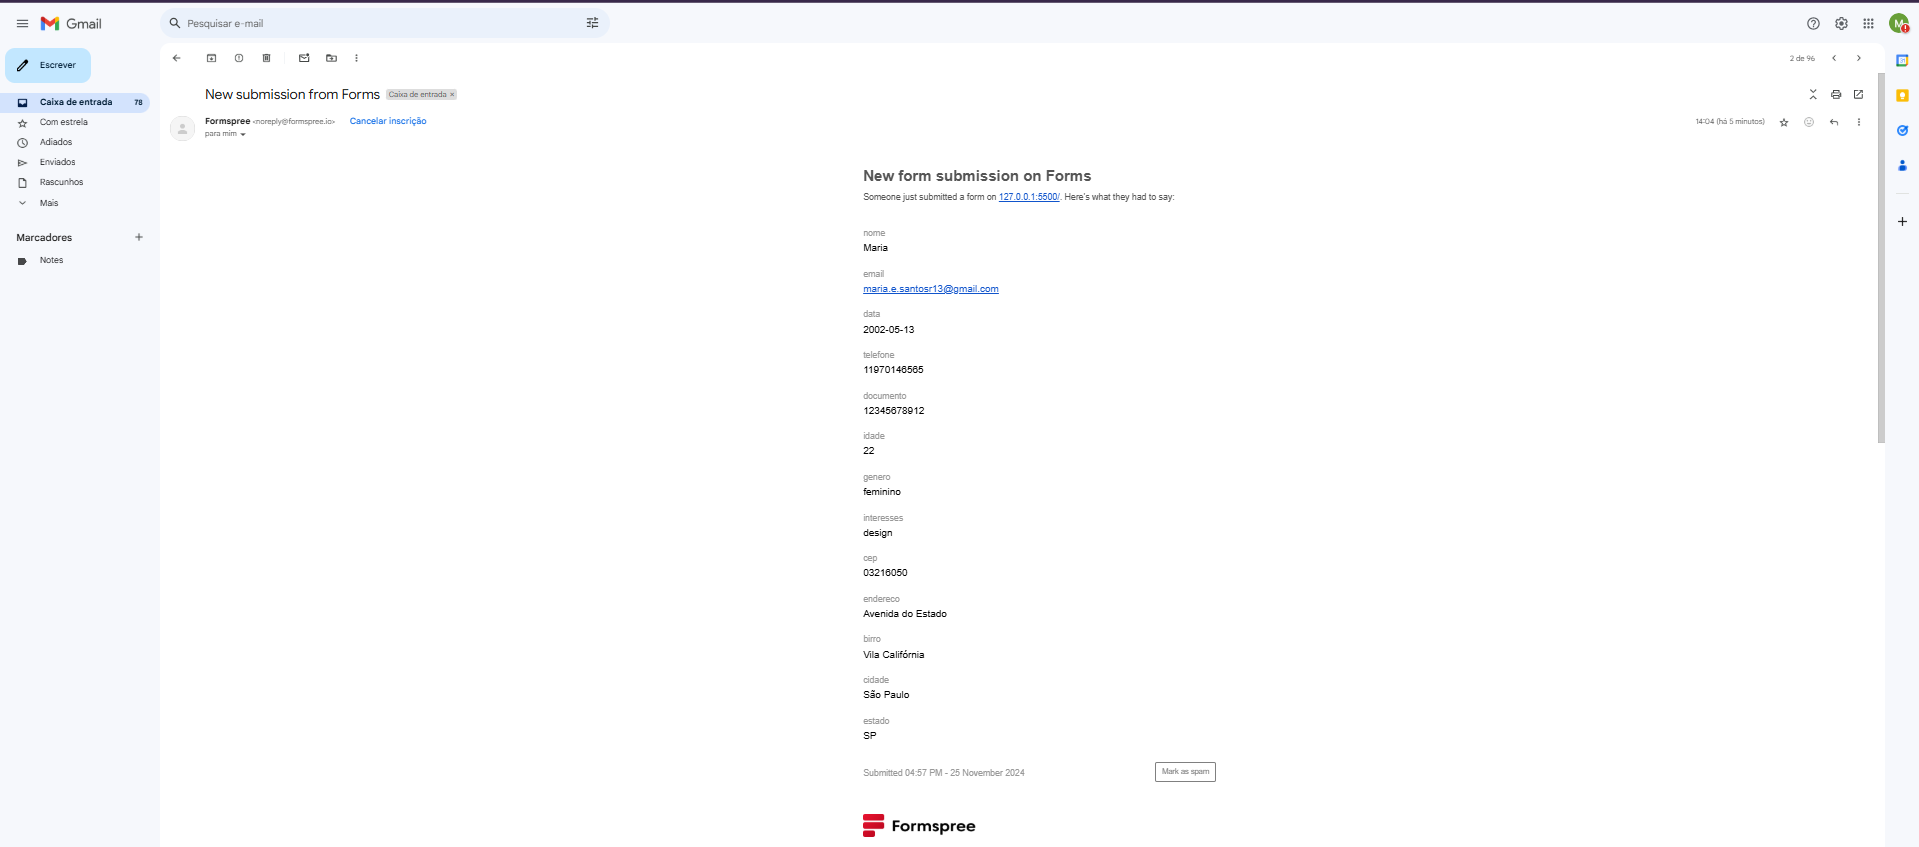 Gmail
Pesquisar e-mail
M
Escrever
2 de 96
Caixa de entrada 78
Com estrela
Adiados
Enviados
Rascunhos
Mais
Marcadores
Notes
New submission from Forms Caixa de entrada ×
Formspree <noreply@formspree.io> Cancelar inscrição
para mim
14:04 (há 5 minutos)
New form submission on Forms
Someone just submitted a form on 127.0.0.1:5500/. Here's what they had to say:
nome
Maria
email
maria.e.santosr13@gmail.com
data
2002-05-13
telefone
11970146565
documento
12345678912
idade
22
genero
feminino
interesses
design
cep
03216050
endereco
Avenida do Estado
birro
Vila Califórnia
cidade
São Paulo
estado
SP
Submitted 04:57 PM - 25 November 2024
Mark as spam
Formspree